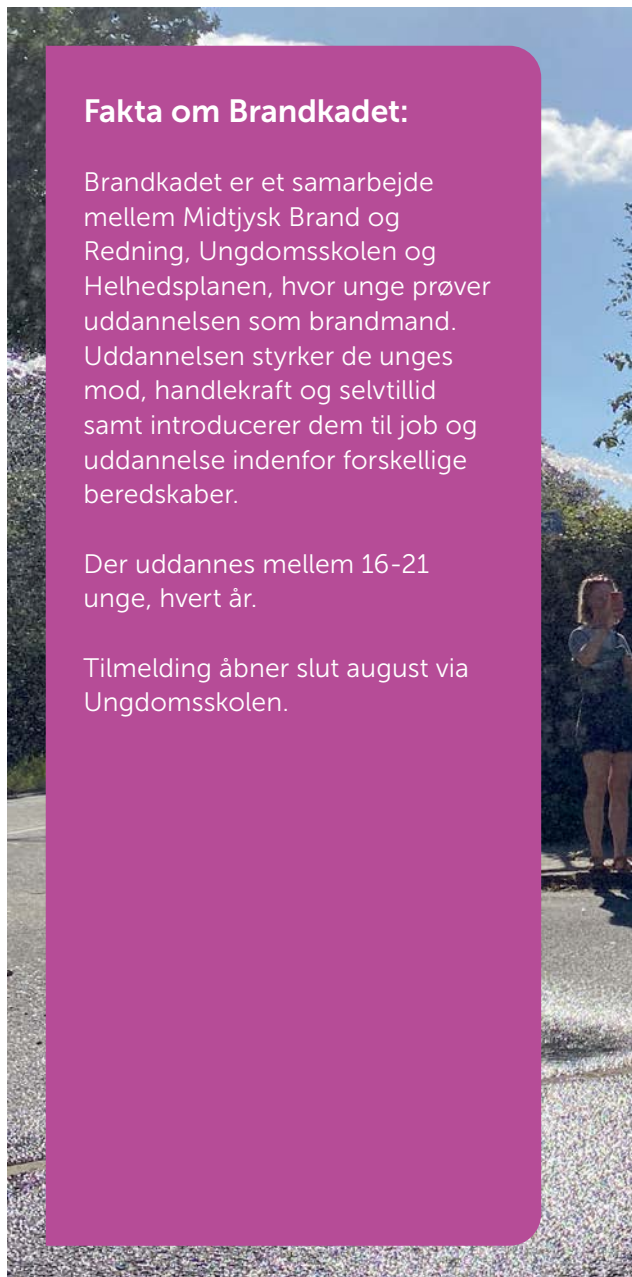 Fakta om Brandkadet:
Brandkadet er et samarbejde
mellem Midtjysk Brand og
Redning, Ungdomsskolen og
Helhedsplanen, hvor unge prøver
uddannelsen som brandmand.
Uddannelsen styrker de unges
mod, handlekraft og selvtillid
samt introducerer dem til job og
uddannelse indenfor forskellige
beredskaber.
Der uddannes mellem 16-21
unge, hvert år.
Tilmelding åbner slut august via
Ungdomsskolen.